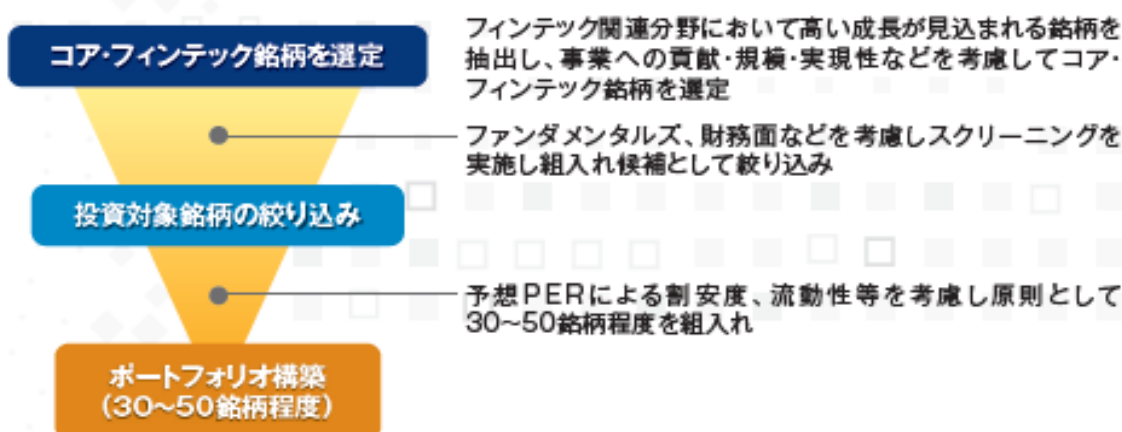 コア・フィンテック銘柄を選定
フィンテック関連分野において高い成長が見込まれる銘柄を
抽出し、事業への貢献・規模・実現性などを考慮してコア・
フィンテック銘柄を選定
ファンダメンタルズ、財務面などを考慮しスクリーニングを
実施し組入れ候補として絞り込み
投資対象銘柄の絞り込み
予想PERによる割安度、流動性等を考慮し原則として
30〜50銘柄程度を組入れ
ポートフォリオ構築
(30〜50銘柄程度)